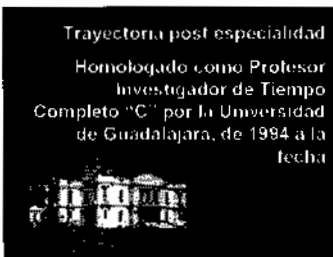 Trayectoria post especialidad
Homologado como Profesor
Investigador de Tiempo
Completo "C" por la Universidad
de Guadalajara, de 1994 a la
fecha